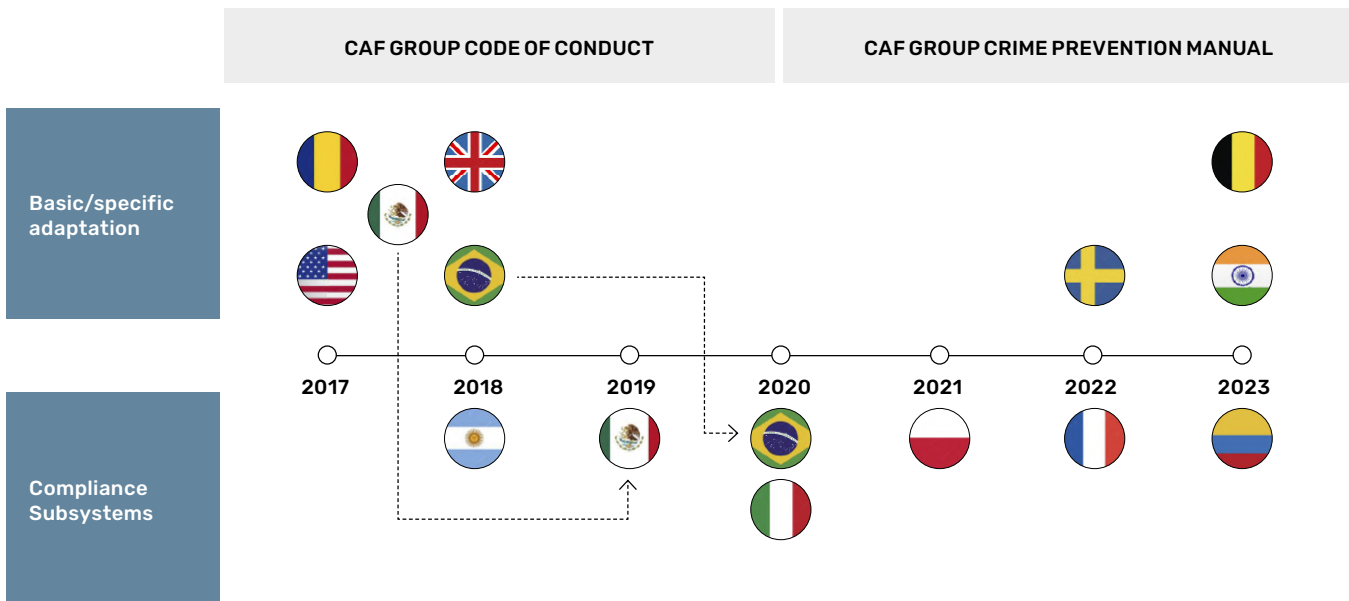 CAF GROUP CODE OF CONDUCT
CAF GROUP CRIME PREVENTION MANUAL
Basic/specific
adaptation
2017
2018
2019
2020
2021
2022
2023
Compliance
Subsystems